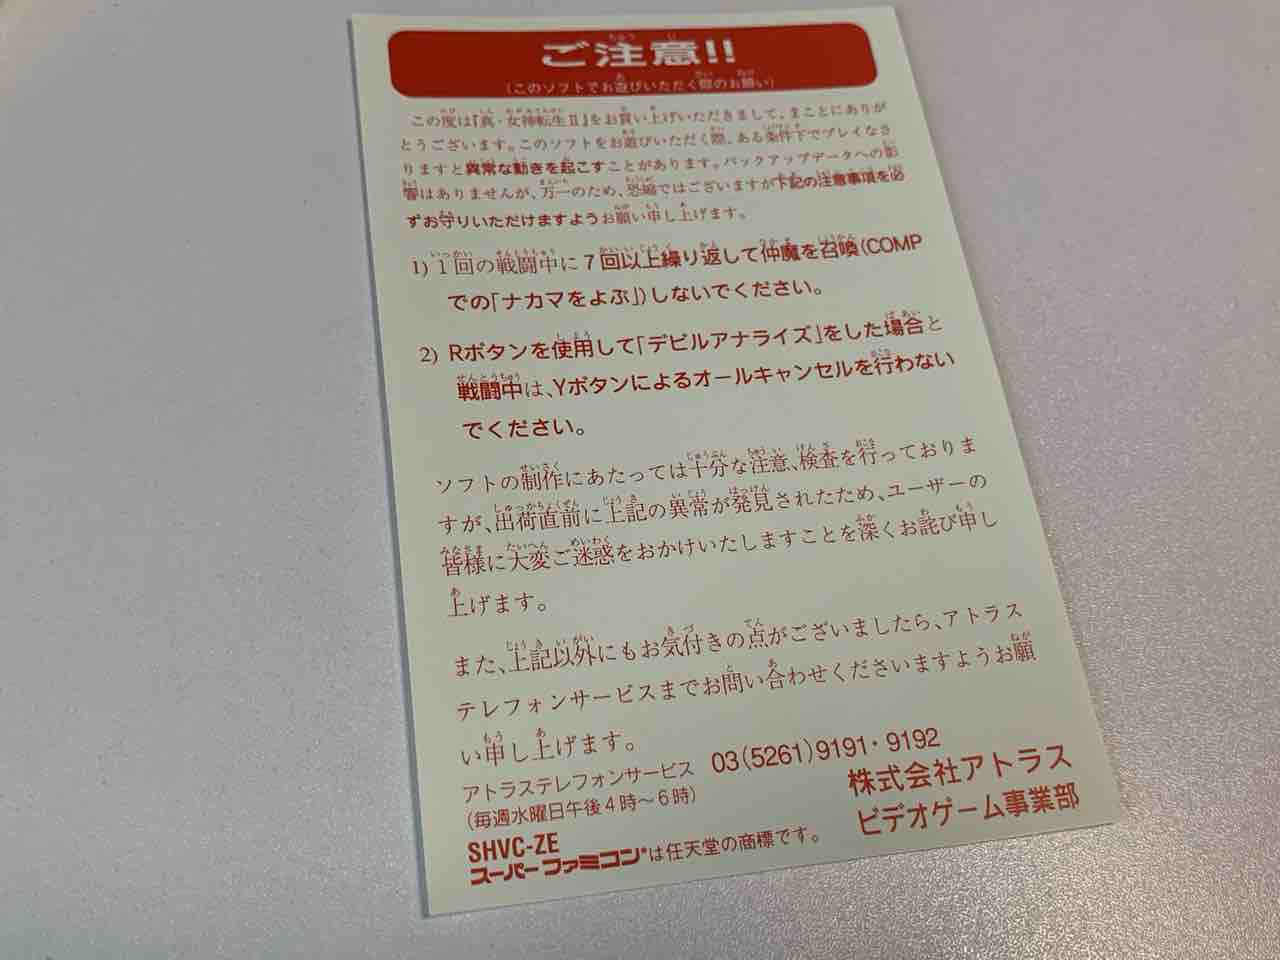 ご注意!!
(このソフトでお遊びいただく際のお願い)
この度は『真・女神転生II』をお買い上げいただきまして、まことにありが
とうございます。このソフトをお遊びいただく際、ある条件下でプレイなさ
りますと異常な動きを起こすことがあります。バックアップデータへの影
響はありませんが、万一のため、恐縮ではございますが下記の注意事項を必
ずお守りいただけますようお願い申し上げます。
1) 1回の戦闘中に7回以上繰り返して仲魔を召喚(COMP
での「ナカマをよぶ」)しないでください。
2) Rボタンを使用して「デビルアナライズ」をした場合と
戦闘中は、Yボタンによるオールキャンセルを行わない
でください。
ソフトの制作にあたっては十分な注意、検査を行っておりま
すが、出荷直前に上記の異常が発見されたため、ユーザーの
皆様に大変ご迷惑をおかけいたしますことを深くお詫び申し
上げます。
また、上記以外にもお気付きの点がございましたら、アトラス
テレフォンサービスまでお問い合わせくださいますようお願
い申し上げます。
アトラステレフォンサービス 03(5261)9191・9192
(毎週水曜日午後4時～6時)
株式会社アトラス
ビデオゲーム事業部
SHVC-ZE
スーパーファミコン®は任天堂の商標です。